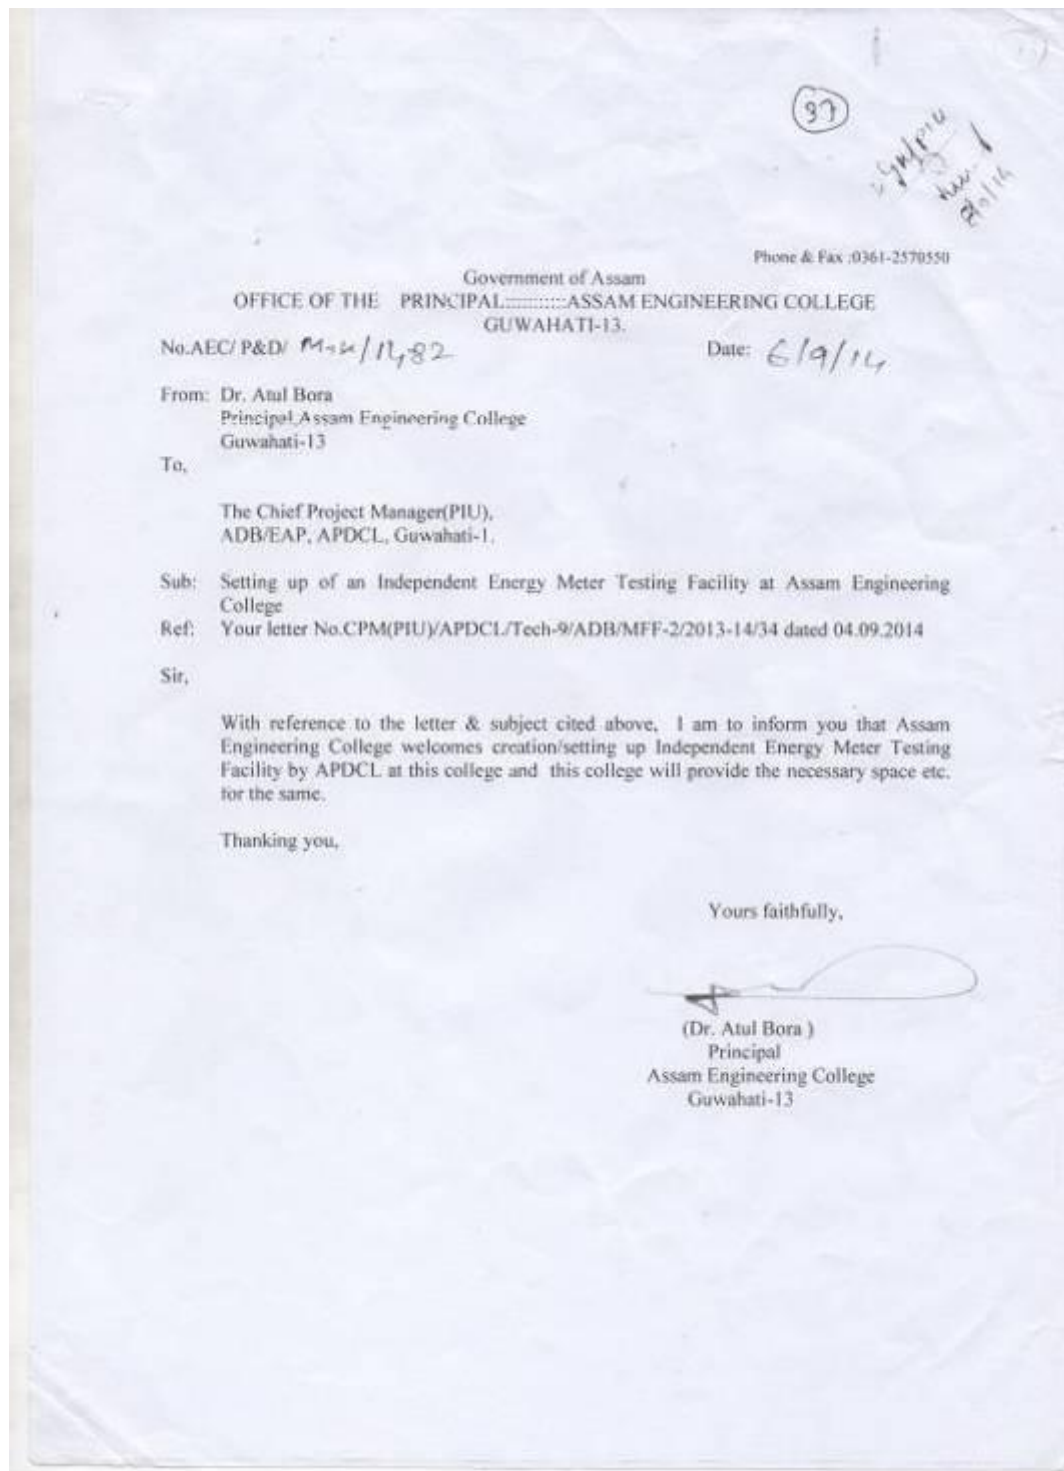 37
Phone & Fax :0361-2570550
Government of Assam
OFFICE OF THE PRINCIPAL:::::::::::ASSAM ENGINEERING COLLEGE
GUWAHATI-13.
No.AEC/ P&D/
Date: 6/9/14
From: Dr. Atul Bora
Principal,Assam Engineering College
Guwahati-13
To,
The Chief Project Manager(PIU),
ADB/EAP, APDCL, Guwahati-1.
Sub: Setting up of an Independent Energy Meter Testing Facility at Assam Engineering
College
Ref: Your letter No.CPM(PIU)/APDCL/Tech-9/ADB/MFF-2/2013-14/34 dated 04.09.2014
Sir,
With reference to the letter & subject cited above, I am to inform you that Assam
Engineering College welcomes creation/setting up Independent Energy Meter Testing
Facility by APDCL at this college and this college will provide the necessary space etc.
for the same.
Thanking you,
Yours faithfully,
(Dr. Atul Bora )
Principal
Assam Engineering College
Guwahati-13